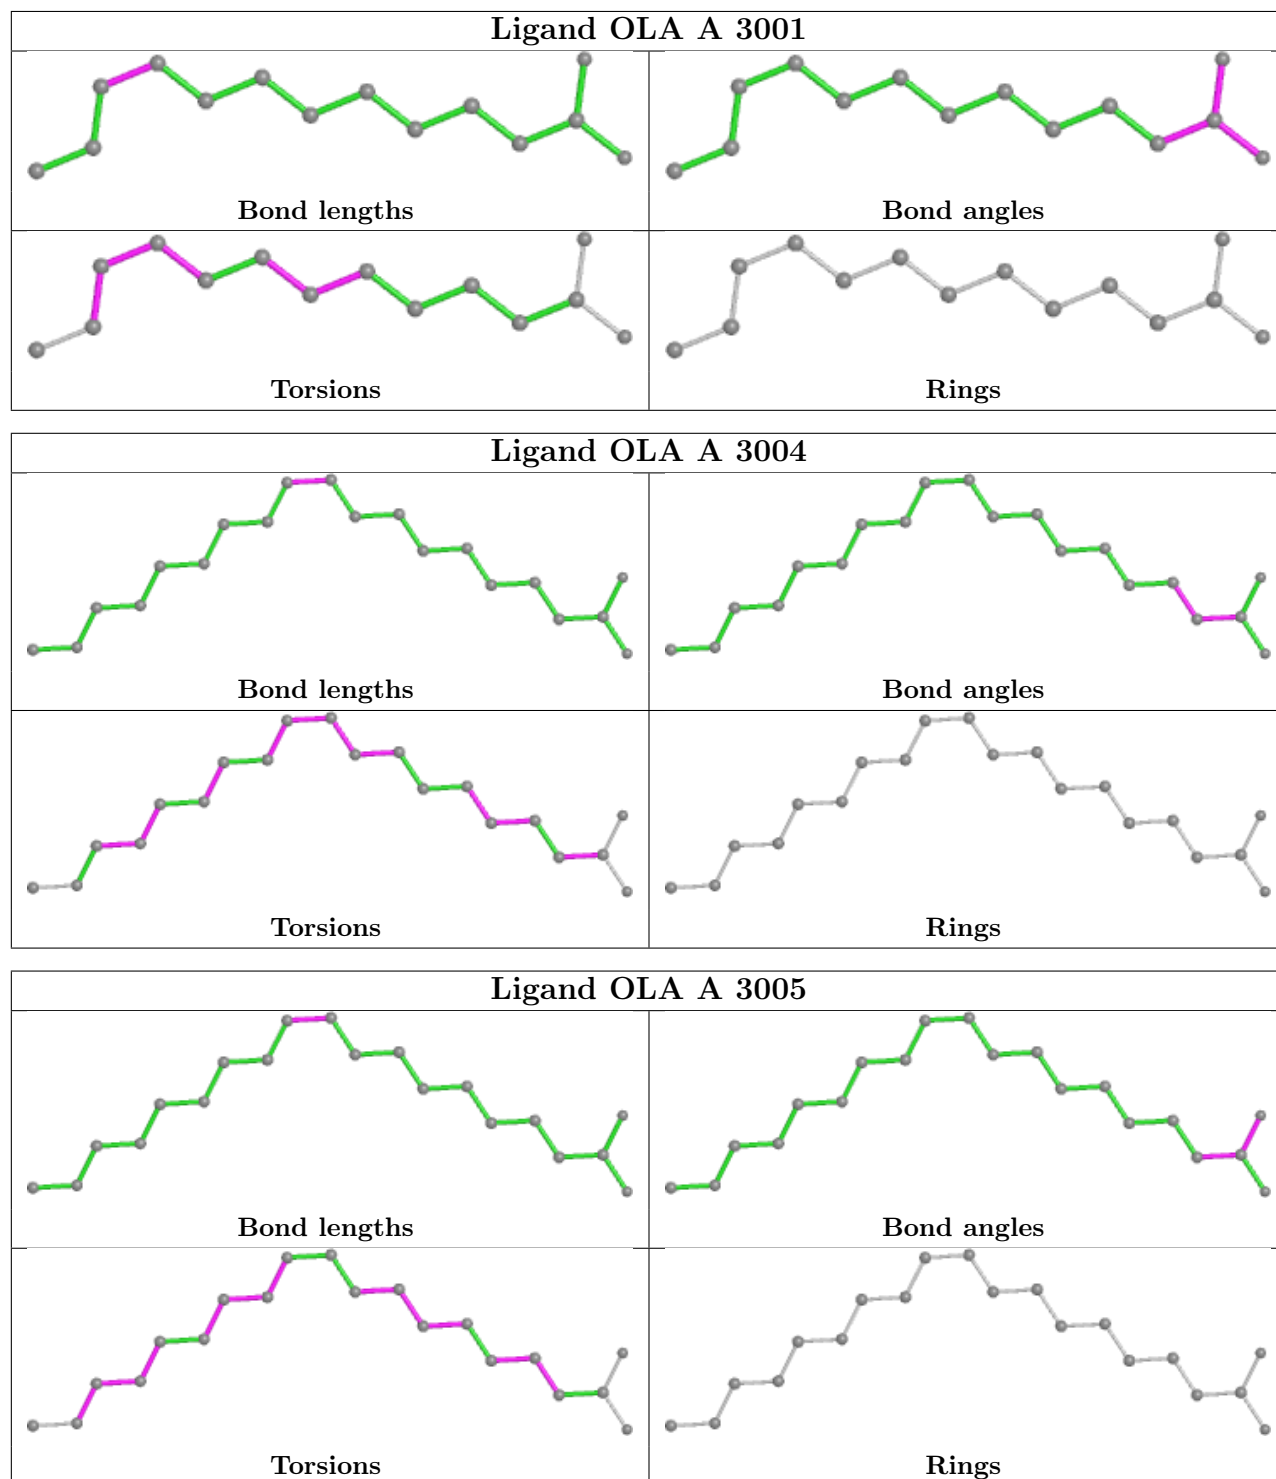 Ligand OLA A 3001
Bond lengths
Bond angles
Torsions
Rings
Ligand OLA A 3004
Bond lengths
Bond angles
Torsions
Rings
Ligand OLA A 3005
Bond lengths
Bond angles
Torsions
Rings